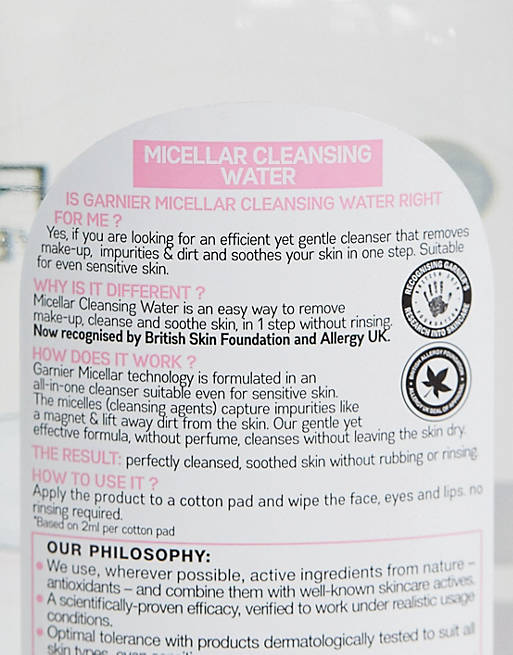 MICELLAR CLEANSING
WATER
IS GARNIER MICELLAR CLEANSING WATER RIGHT
FOR ME ?
Yes, if you are looking for an efficient yet gentle cleanser that removes
make-up, impurities & dirt and soothes your skin in one step. Suitable
for even sensitive skin.
WHY IS IT DIFFERENT ?
Micellar Cleansing Water is an easy way to remove
make-up, cleanse and soothe skin, in 1 step without rinsing.
Now recognised by British Skin Foundation and Allergy UK.
RECOGNISING GARNIER'S
RESEARCH INTO SKINCARE
BRITISH SKIN
FOUNDATION
HOW DOES IT WORK ?
Garnier Micellar technology is formulated in an
all-in-one cleanser suitable even for sensitive skin.
The micelles (cleansing agents) capture impurities like
a magnet & lift away dirt from the skin. Our gentle yet
effective formula, without perfume, cleanses without leaving the skin dry.
BRITISH ALLERGY FOUNDATION
ALLERGY UK SEAL OF
THE RESULT: perfectly cleansed, soothed skin without rubbing or rinsing.
HOW TO USE IT ?
Apply the product to a cotton pad and wipe the face, eyes and lips. no
rinsing required.
*Based on 2ml per cotton pad
OUR PHILOSOPHY:
• We use, wherever possible, active ingredients from nature –
antioxidants – and combine them with well-known skincare actives.
• A scientifically-proven efficacy, verified to work under realistic usage
conditions.
• Optimal tolerance with products dermatologically tested to suit all
skin types, even